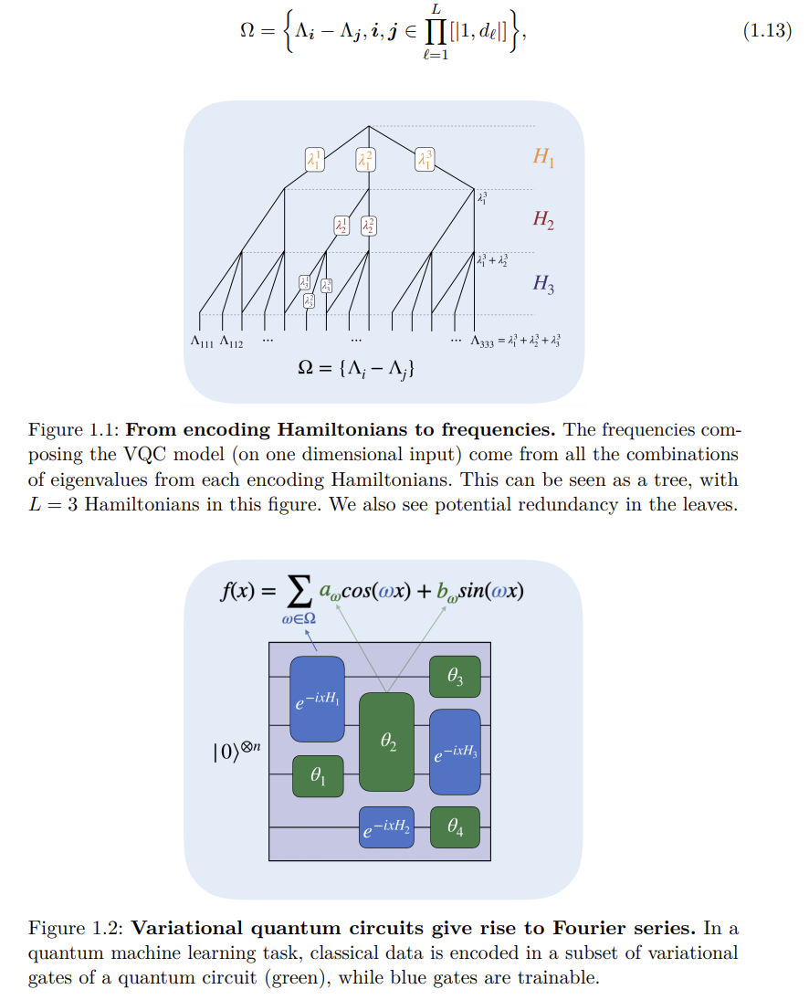 Ω = {Λ_i − Λ_j, i, j ∈ ∏_{ℓ=1}^{L} [|1, d_ℓ|]}, (1.13)
λ_1^1 λ_1^2 λ_1^3 H_1
λ_1^3
λ_2^1 λ_2^2 H_2
λ_1^3 + λ_2^3
λ_3^1 λ_3^3 H_3
λ_3^2
Λ_111 Λ_112 ... ... ... Λ_333 = λ_1^3 + λ_2^3 + λ_3^3
Ω = {Λ_i − Λ_j}
Figure 1.1: From encoding Hamiltonians to frequencies. The frequencies com-
posing the VQC model (on one dimensional input) come from all the combinations
of eigenvalues from each encoding Hamiltonians. This can be seen as a tree, with
L = 3 Hamiltonians in this figure. We also see potential redundancy in the leaves.
f(x) = ∑_{ω∈Ω} a_ω cos(ωx) + b_ω sin(ωx)
θ_3
e^{−ixH_1}
|0⟩^{⊗n} θ_2 e^{−ixH_3}
θ_1
e^{−ixH_2} θ_4
Figure 1.2: Variational quantum circuits give rise to Fourier series. In a
quantum machine learning task, classical data is encoded in a subset of variational
gates of a quantum circuit (green), while blue gates are trainable.